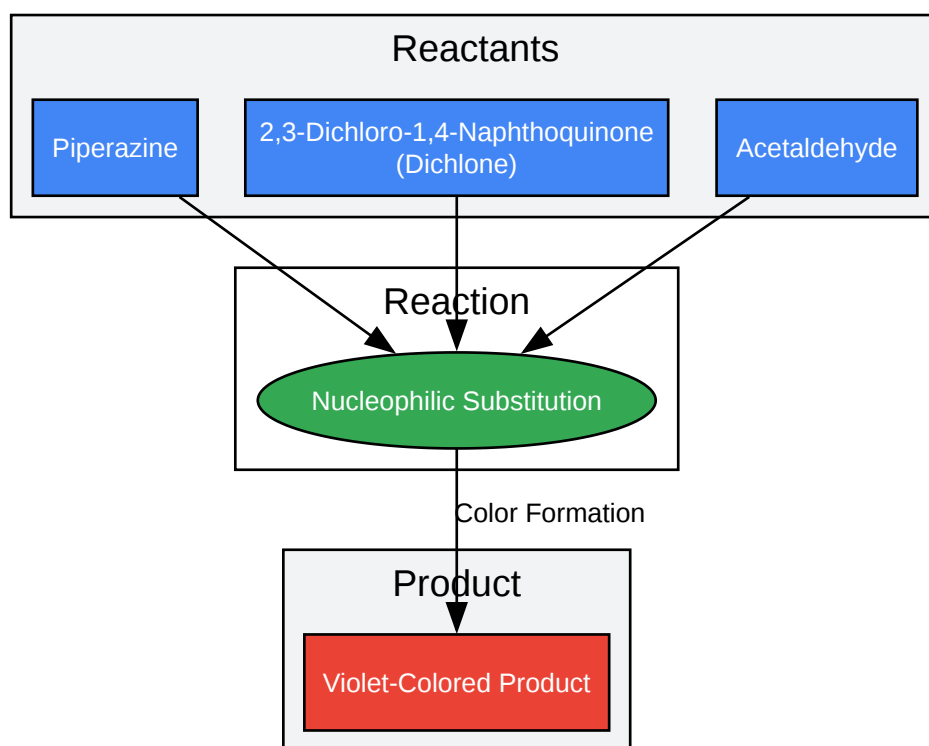 Reactants
Piperazine
2,3-Dichloro-1,4-Naphthoquinone
(Dichlone)
Acetaldehyde
Reaction
Nucleophilic Substitution
Color Formation
Product
Violet-Colored Product